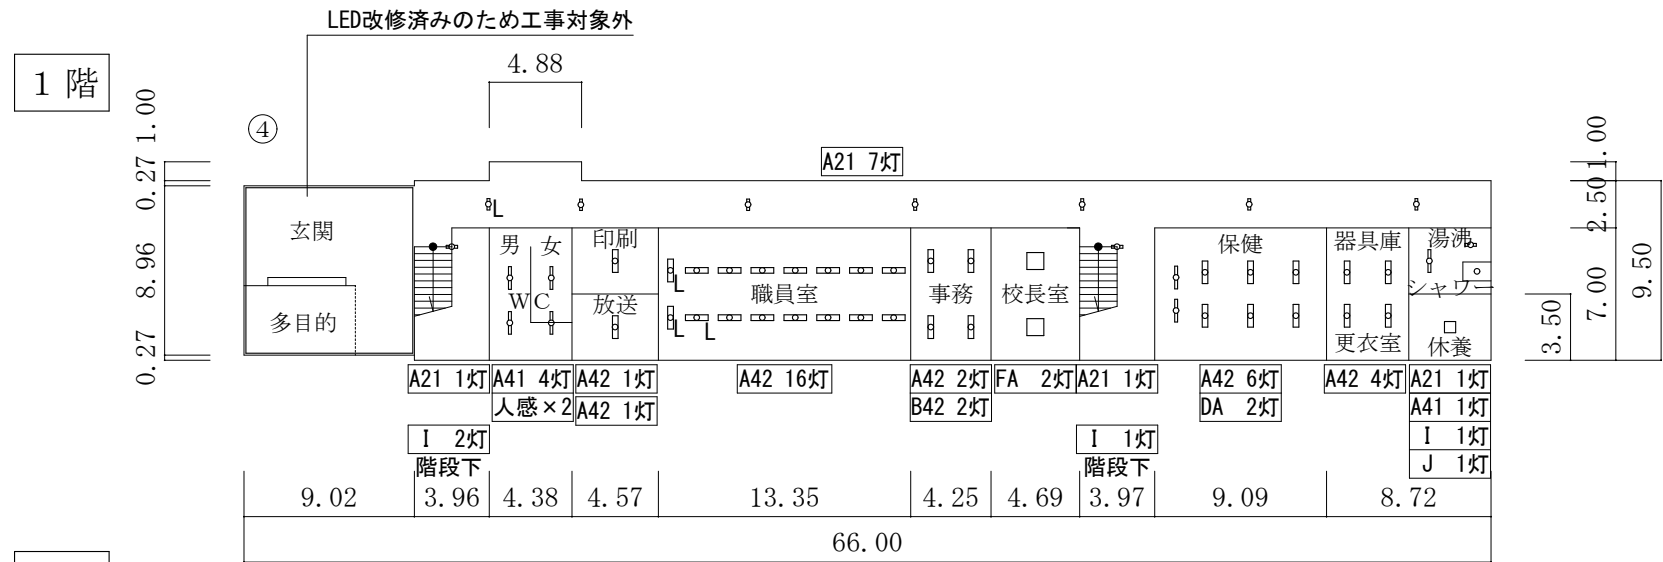 LED改修済みのため工事対象外
1 階
4.88
④
1.00
0.27
8.96
0.27
A21 7灯
1.00
2.50
7.00
3.50
9.50
L
玄関
多目的
男 女
WC
印刷
放送
L
職員室
L L
事務
校長室
保健
器具庫
更衣室
湯沸
シャワー
休養
A21 1灯
I 2灯
階段下
A41 4灯
人感×2
A42 1灯
A42 1灯
A42 16灯
A42 2灯
B42 2灯
FA 2灯
A21 1灯
I 1灯
階段下
A42 6灯
DA 2灯
A42 4灯
A21 1灯
A41 1灯
I 1灯
J 1灯
9.02 3.96 4.38 4.57 13.35 4.25 4.69 3.97 9.09 8.72
66.00